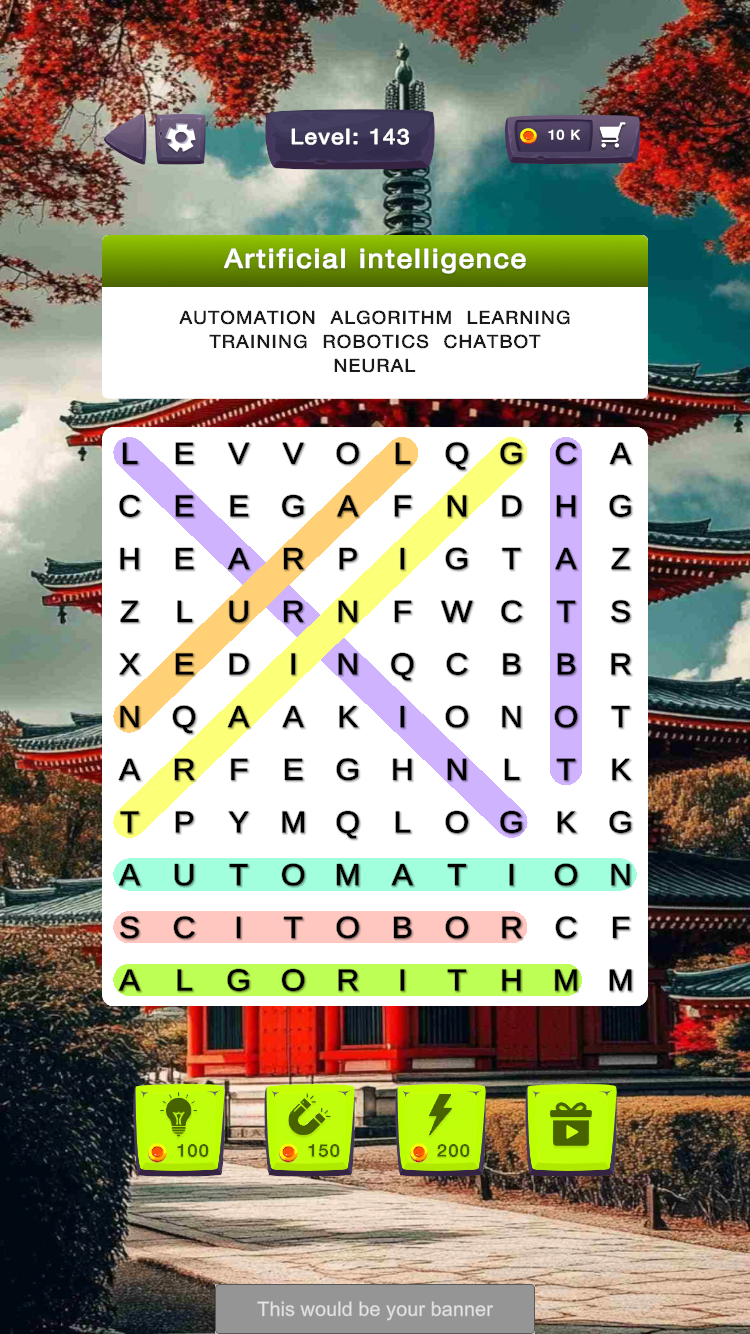 Level: 143
10 K
Artificial intelligence
AUTOMATION ALGORITHM LEARNING
TRAINING ROBOTICS CHATBOT
NEURAL
L E V V O L Q G C A
C E E G A F N D H G
H E A R P I G T A Z
Z L U R N F W C T S
X E D I N Q C B B R
N Q A A K I O N O T
A R F E G H N L T K
T P Y M Q L O G K G
A U T O M A T I O N
S C I T O B O R C F
A L G O R I T H M M
100 150 200
This would be your banner